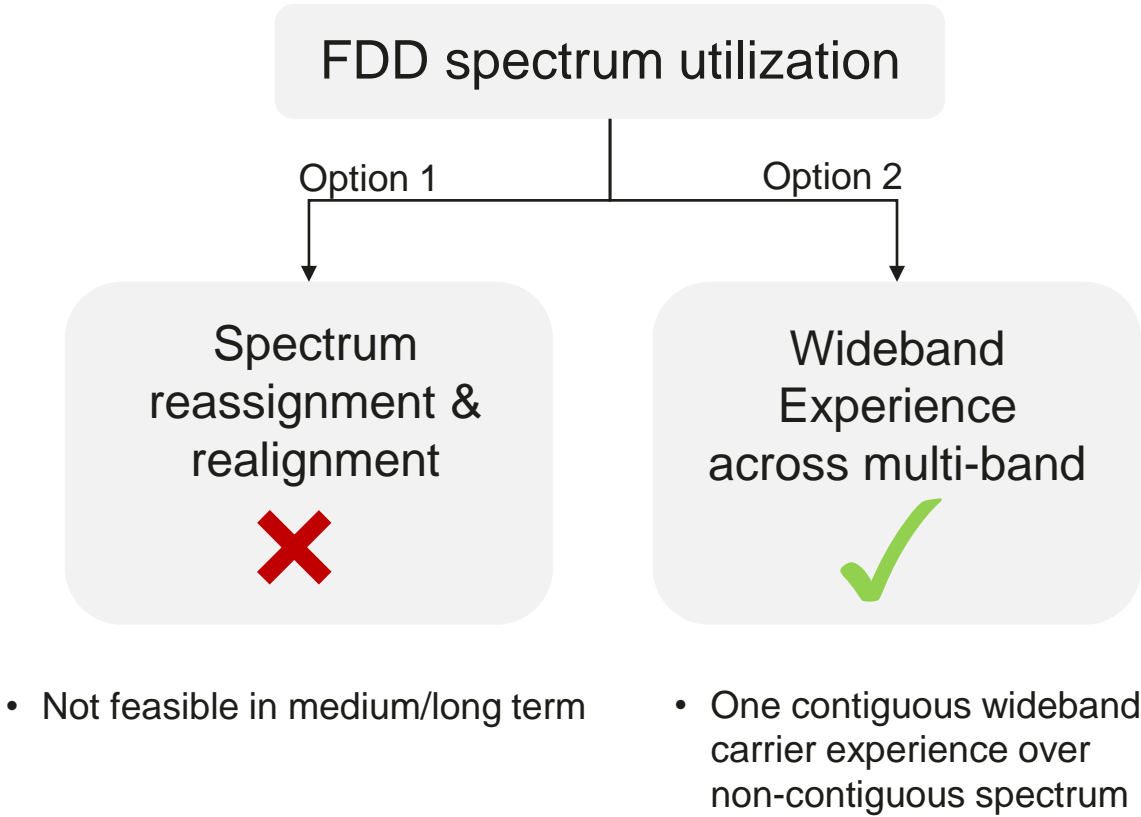 FDD spectrum utilization
Option 1
Option 2
Spectrum
reassignment &
realignment
Wideband
Experience
across multi-band
• Not feasible in medium/long term
• One contiguous wideband
carrier experience over
non-contiguous spectrum